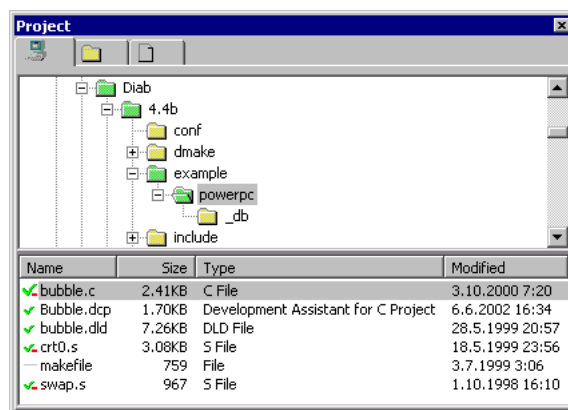 Project
Diab
4.4b
conf
dmake
example
powerpc
_db
include
Name Size Type Modified
bubble.c 2.41KB C File 3.10.2000 7:20
Bubble.dcp 1.70KB Development Assistant for C Project 6.6.2002 16:34
bubble.dld 7.26KB DLD File 28.5.1999 20:57
crt0.s 3.08KB S File 18.5.1999 23:56
makefile 759 File 3.7.1999 3:06
swap.s 967 S File 1.10.1998 16:10